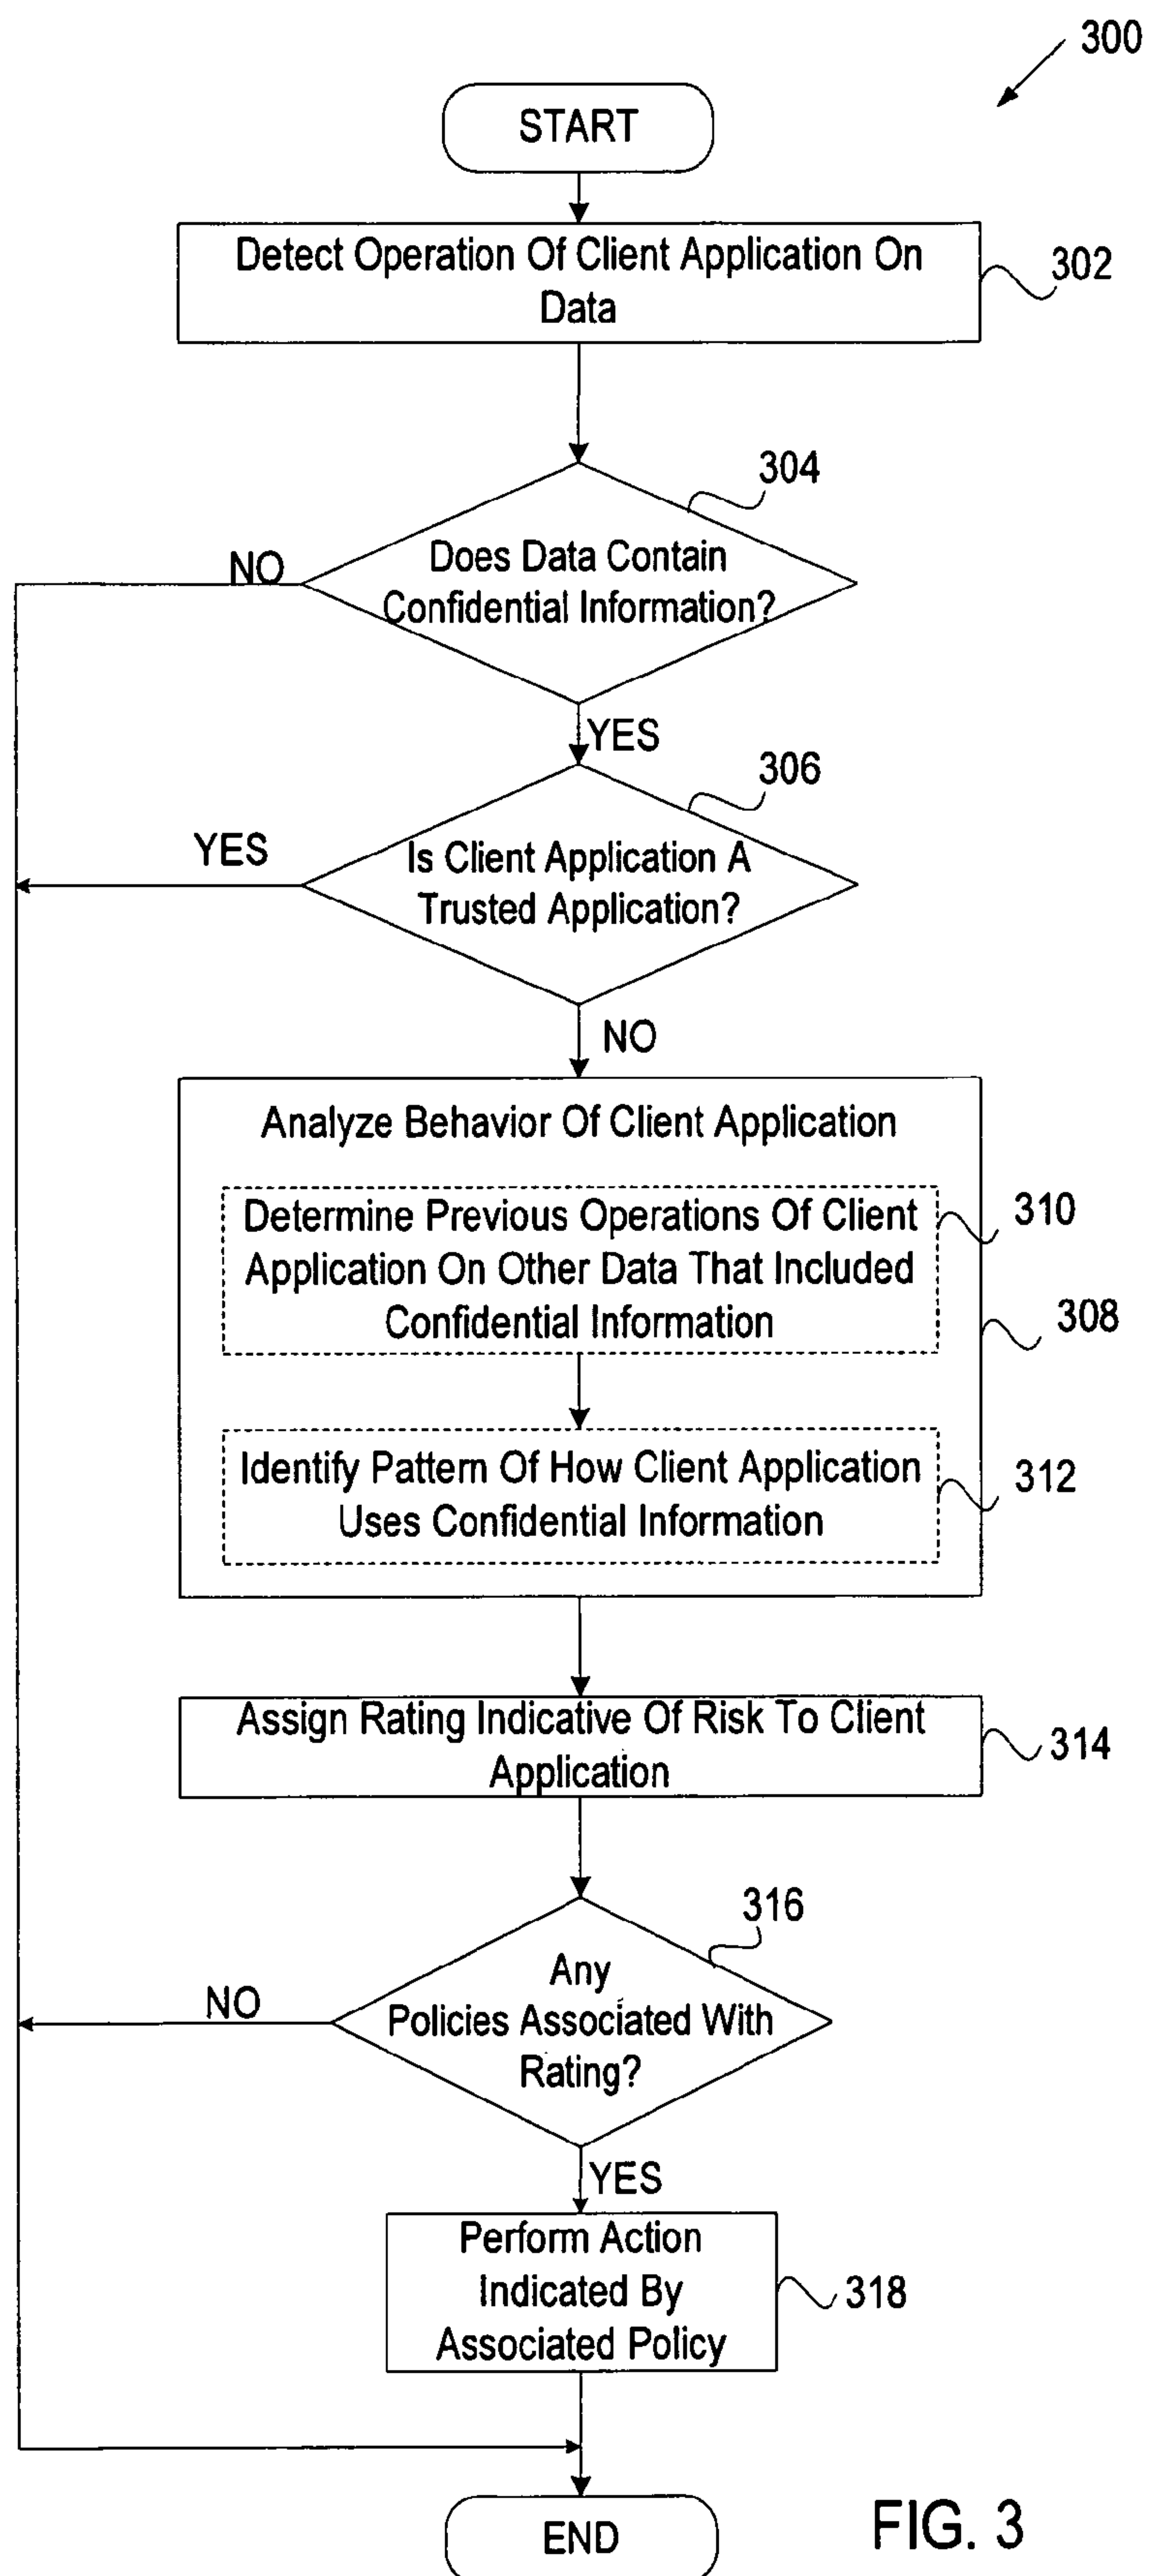 300
START
Detect Operation Of Client Application On
Data
302
304
Does Data Contain
Confidential Information?
NO
YES
306
Is Client Application A
Trusted Application?
YES
NO
Analyze Behavior Of Client Application
Determine Previous Operations Of Client
Application On Other Data That Included
Confidential Information
310
308
Identify Pattern Of How Client Application
Uses Confidential Information
312
Assign Rating Indicative Of Risk To Client
Application
314
316
Any
Policies Associated With
Rating?
NO
YES
Perform Action
Indicated By
Associated Policy
318
END
FIG. 3